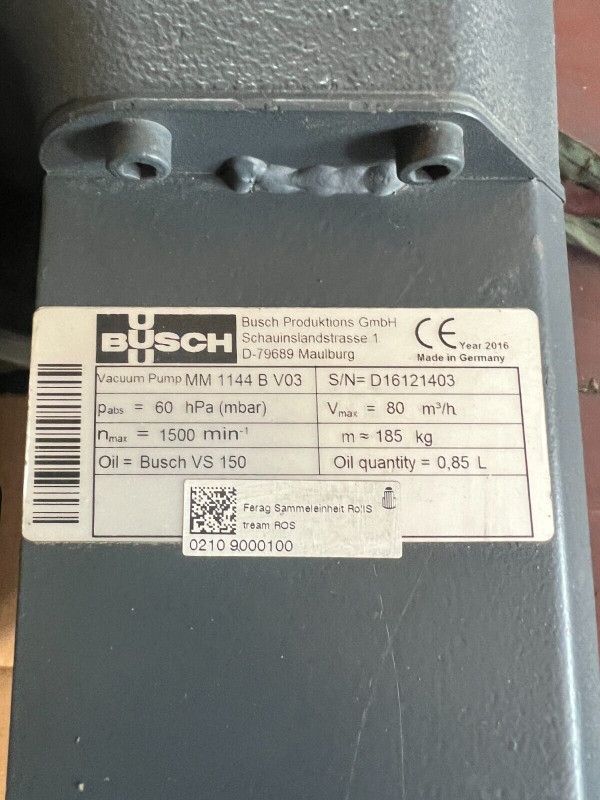 BUSCH
Busch Produktions GmbH
Schauinslandstrasse 1
D-79689 Maulburg
CE Year 2016
Made in Germany
Vacuum Pump MM 1144 B V03
S/N= D16121403
pabs = 60 hPa (mbar)
Vmax = 80 m³/h
nmax = 1500 min-1
m ≈ 185 kg
Oil = Busch VS 150
Oil quantity = 0,85 L
Ferag Sammeleinheit RollS
tream ROS
0210 9000100